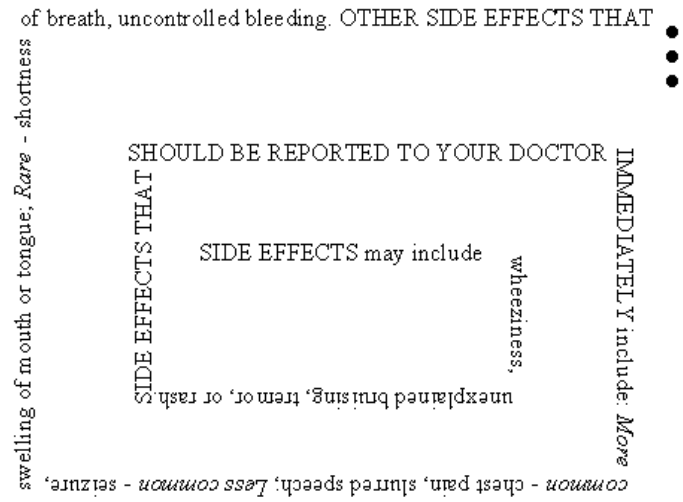 SIDE EFFECTS may include
wheeziness,
unexplained bruising, tremor, or rash.
SIDE EFFECTS THAT
SHOULD BE REPORTED TO YOUR DOCTOR
IMMEDIATELY include: More
common - chest pain, slurred speech; Less common - seizure,
swelling of mouth or tongue; Rare - shortness
of breath, uncontrolled bleeding. OTHER SIDE EFFECTS THAT